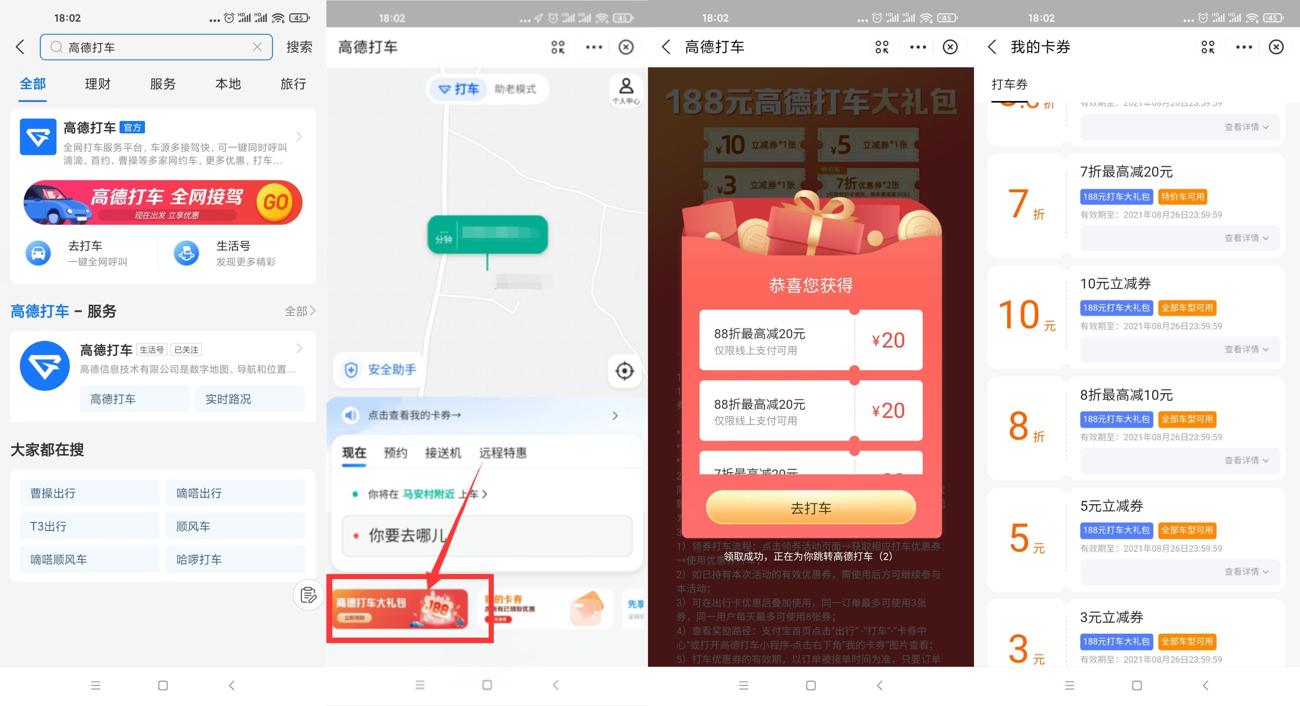 18:02
45
高德打车
搜索
全部
理财
服务
本地
旅行
高德打车 官方
全网打车服务平台，车源多接驾快，可一键同时呼叫
滴滴、首约、曹操等多家网约车，更多优惠，打车...
高德打车 全网接驾
现在出发 立享优惠
GO
去打车
一键全网呼叫
生活号
发现更多精彩
高德打车 – 服务
全部
高德打车 生活号 已关注
高德信息技术有限公司是数字地图、导航和位置...
高德打车
实时路况
大家都在搜
曹操出行
嘀嗒出行
T3出行
顺风车
嘀嗒顺风车
哈啰打车
18:02
45
高德打车
打车
助老模式
个人中心
分钟
安全助手
点击查看我的卡券→
现在
预约
接送机
远程特惠
你将在 马安村附近 上车
你要去哪儿
高德打车大礼包
立即领取
188
我的卡券
先享
18:02
45
高德打车
188元高德打车大礼包
¥10 立减券*1张
¥5 立减券*1张
¥3 立减券*1张
7折优惠券*2张
恭喜您获得
88折最高减20元
仅限线上支付可用
¥20
88折最高减20元
仅限线上支付可用
¥20
7折最高减20元
去打车
领取成功，正在为你跳转高德打车（2）
1）领券打车流程：点击领券活动页面→获取相应打车优惠券
→使用优惠
2）如已持有本次活动的有效优惠券，需使用后方可继续参与
本活动；
3）可在出行卡优惠后叠加使用，同一订单最多可使用3张
券，同一用户每天最多可使用8张券；
4）查看奖励路径：支付宝首页点击"出行"-"打车"-"卡券中
心"或打开高德打车小程序-点击右下角"我的卡券"图片查看；
5）打车优惠券的有效期，以订单被接单时间为准，只要订单
18:02
45
我的卡券
打车券
有效期至：2021年08月26日23:59:59
查看详情
7折
7折最高减20元
188元打车大礼包 特价车可用
有效期至：2021年08月26日23:59:59
查看详情
10元
10元立减券
188元打车大礼包 全部车型可用
有效期至：2021年08月26日23:59:59
查看详情
8折
8折最高减10元
188元打车大礼包 全部车型可用
有效期至：2021年08月26日23:59:59
查看详情
5元
5元立减券
188元打车大礼包 全部车型可用
有效期至：2021年08月26日23:59:59
查看详情
3元
3元立减券
188元打车大礼包 全部车型可用
有效期至：2021年08月26日23:59:59